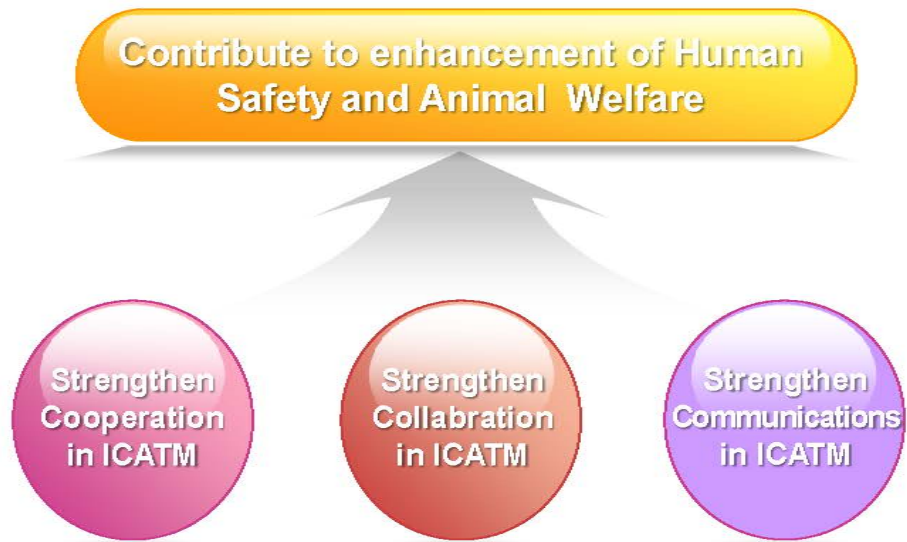 Contribute to enhancement of Human
Safety and Animal Welfare
Strengthen
Cooperation
in ICATM
Strengthen
Collabration
in ICATM
Strengthen
Communications
in ICATM